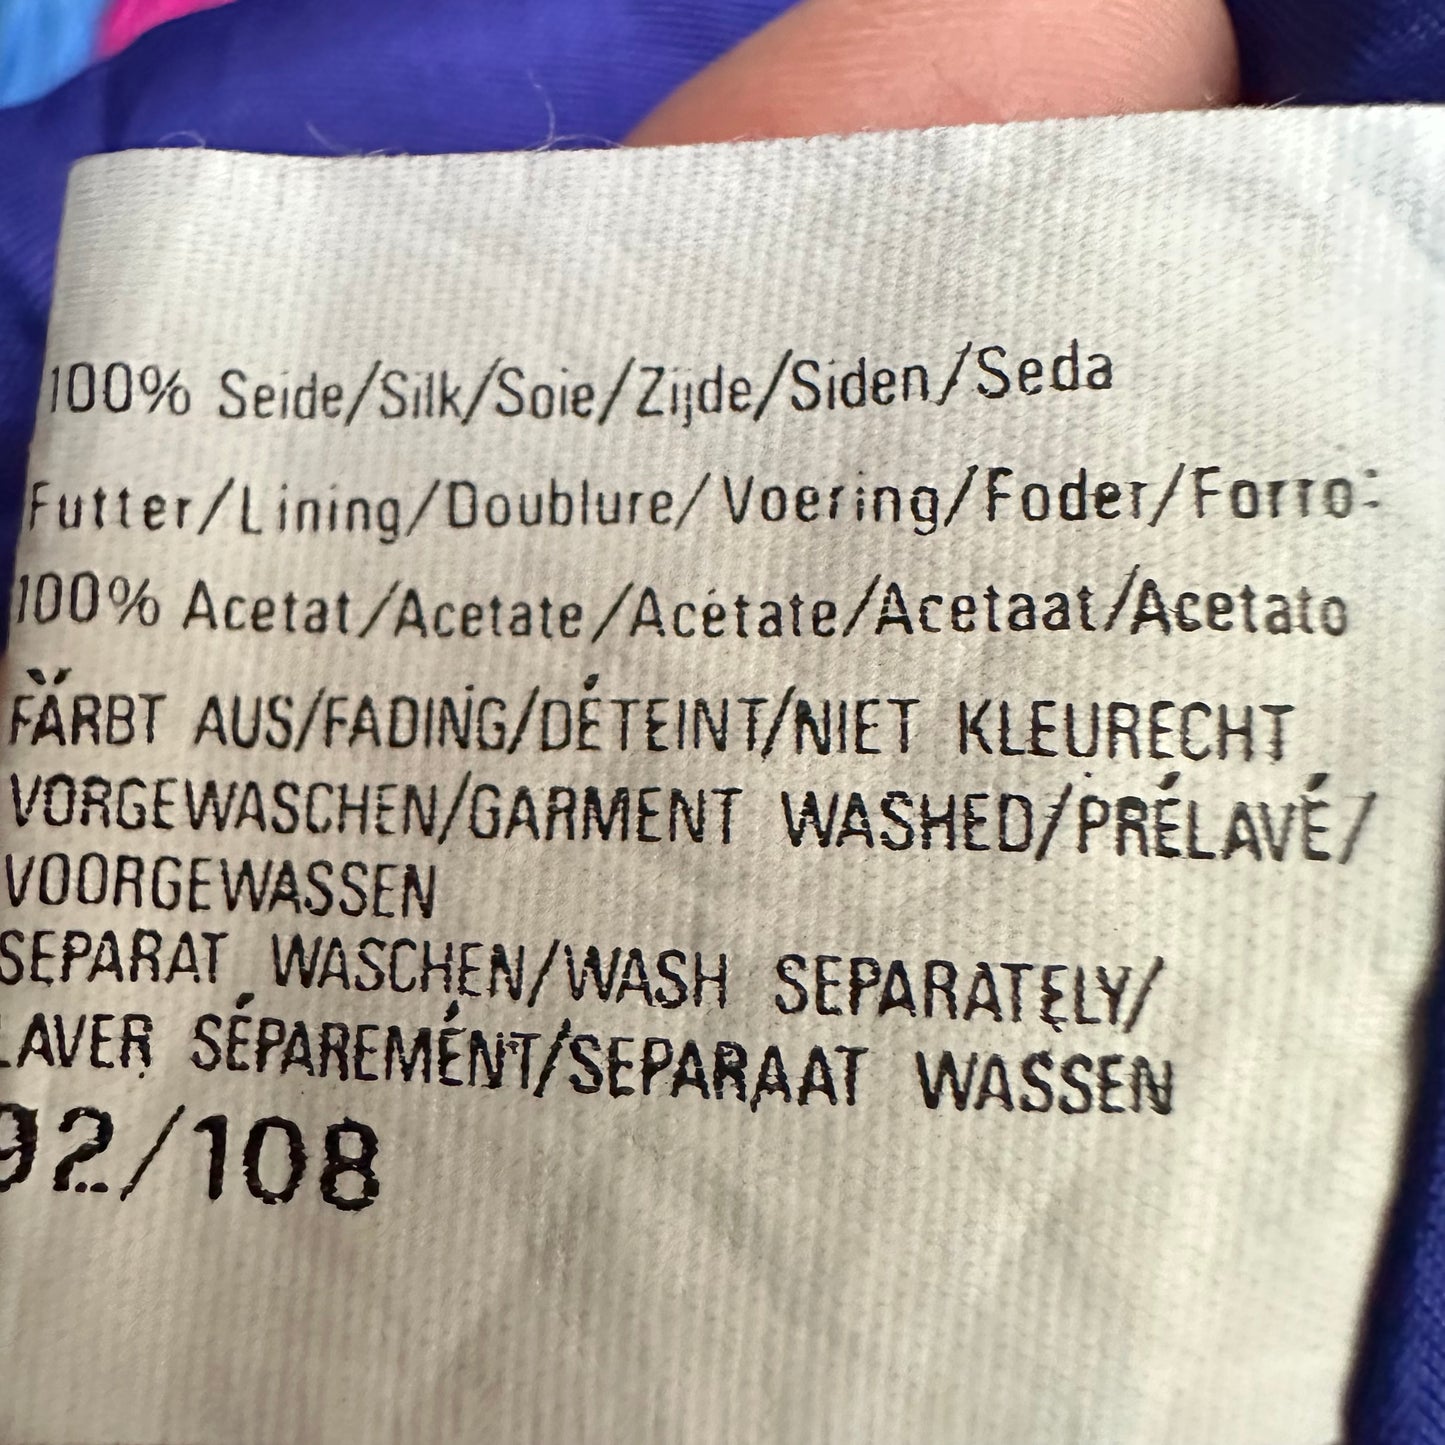 100% Seide/Silk/Soie/Zijde/Siden/Seda
Futter/Lining/Doublure/Voering/Foder/Forro:
100% Acetat/Acetate/Acétate/Acetaat/Acetato
FÄRBT AUS/FADING/DÉTEINT/NIET KLEURECHT
VORGEWASCHEN/GARMENT WASHED/PRÉLAVÉ/
VOORGEWASSEN
SEPARAT WASCHEN/WASH SEPARATELY/
LAVER SÉPAREMÉNT/SEPARAAT WASSEN
92/108